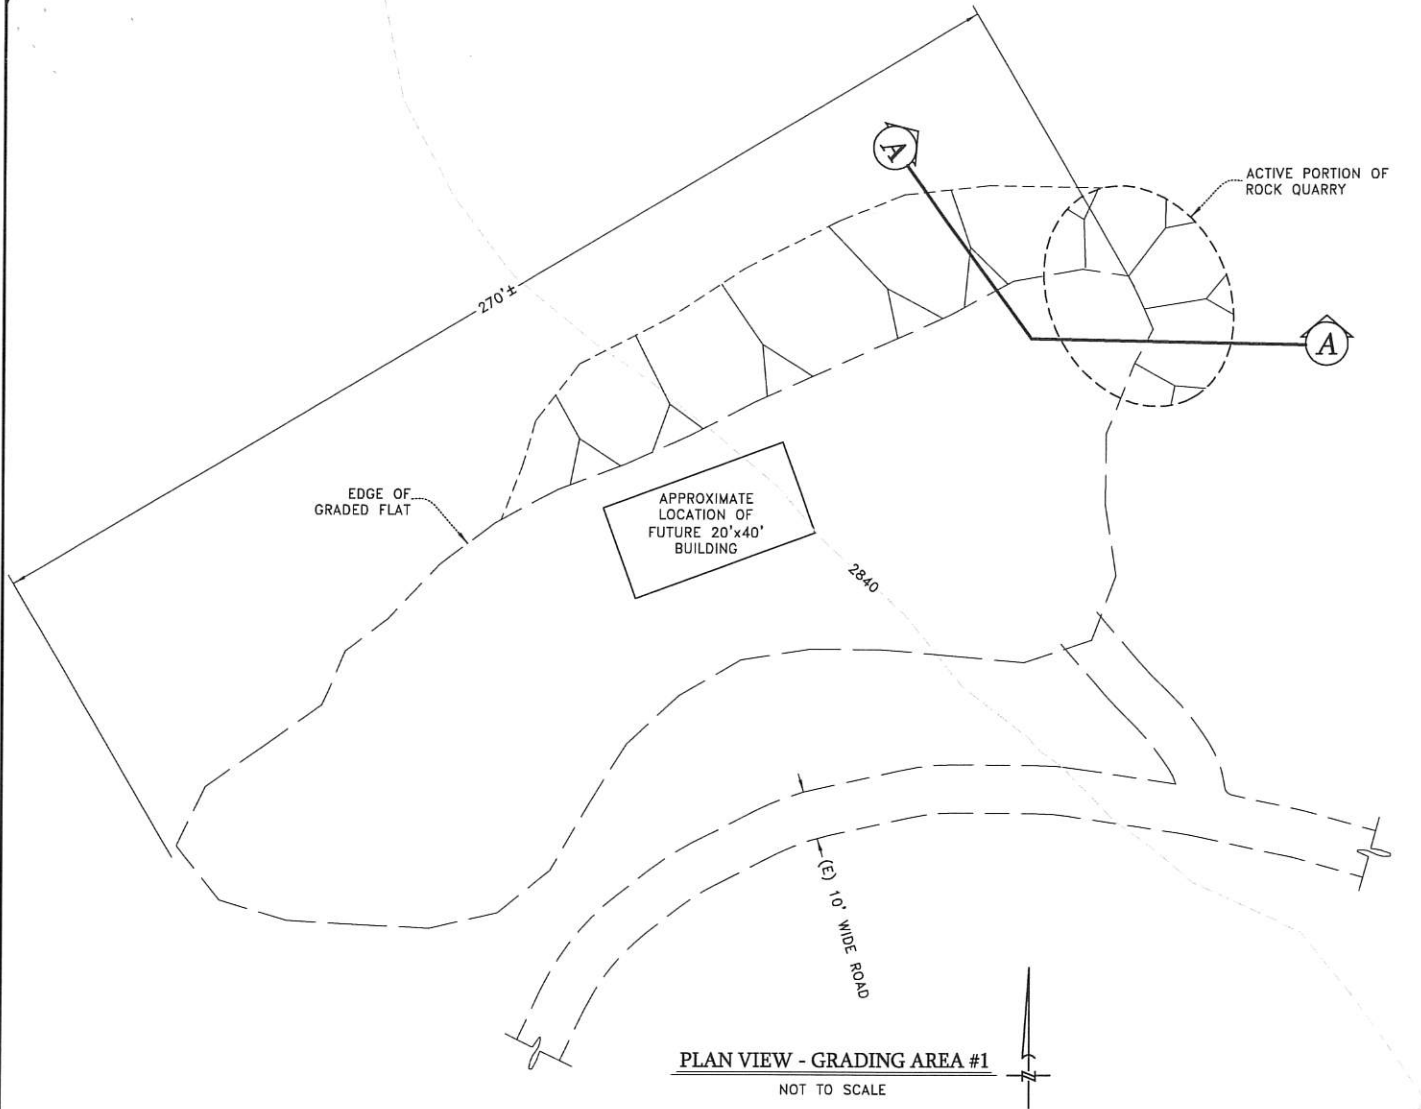 A
ACTIVE PORTION OF
ROCK QUARRY
270'±
A
EDGE OF
GRADED FLAT
APPROXIMATE
LOCATION OF
FUTURE 20'x40'
BUILDING
2840
(E) 10' WIDE ROAD
PLAN VIEW - GRADING AREA #1
NOT TO SCALE
N